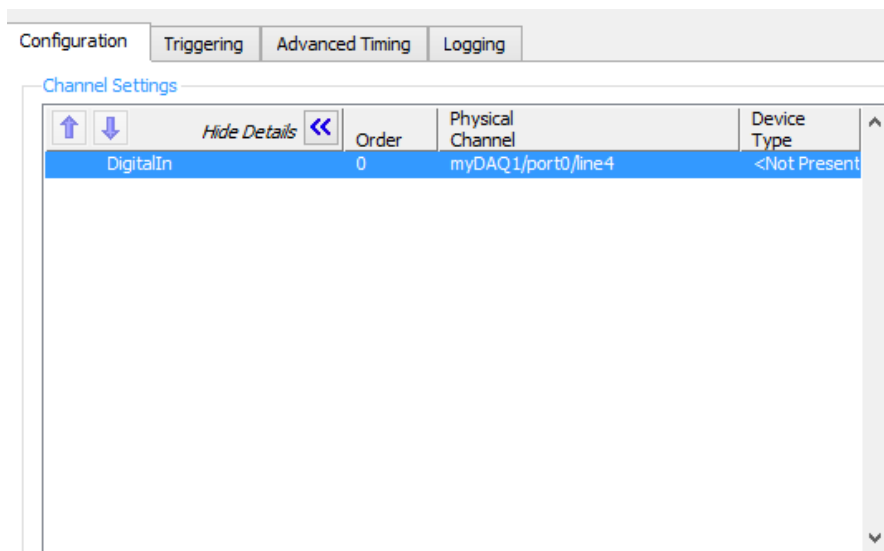 Configuration Triggering Advanced Timing Logging
Channel Settings
Hide Details Order Physical Channel Device Type
DigitalIn 0 myDAQ1/port0/line4 <Not Present